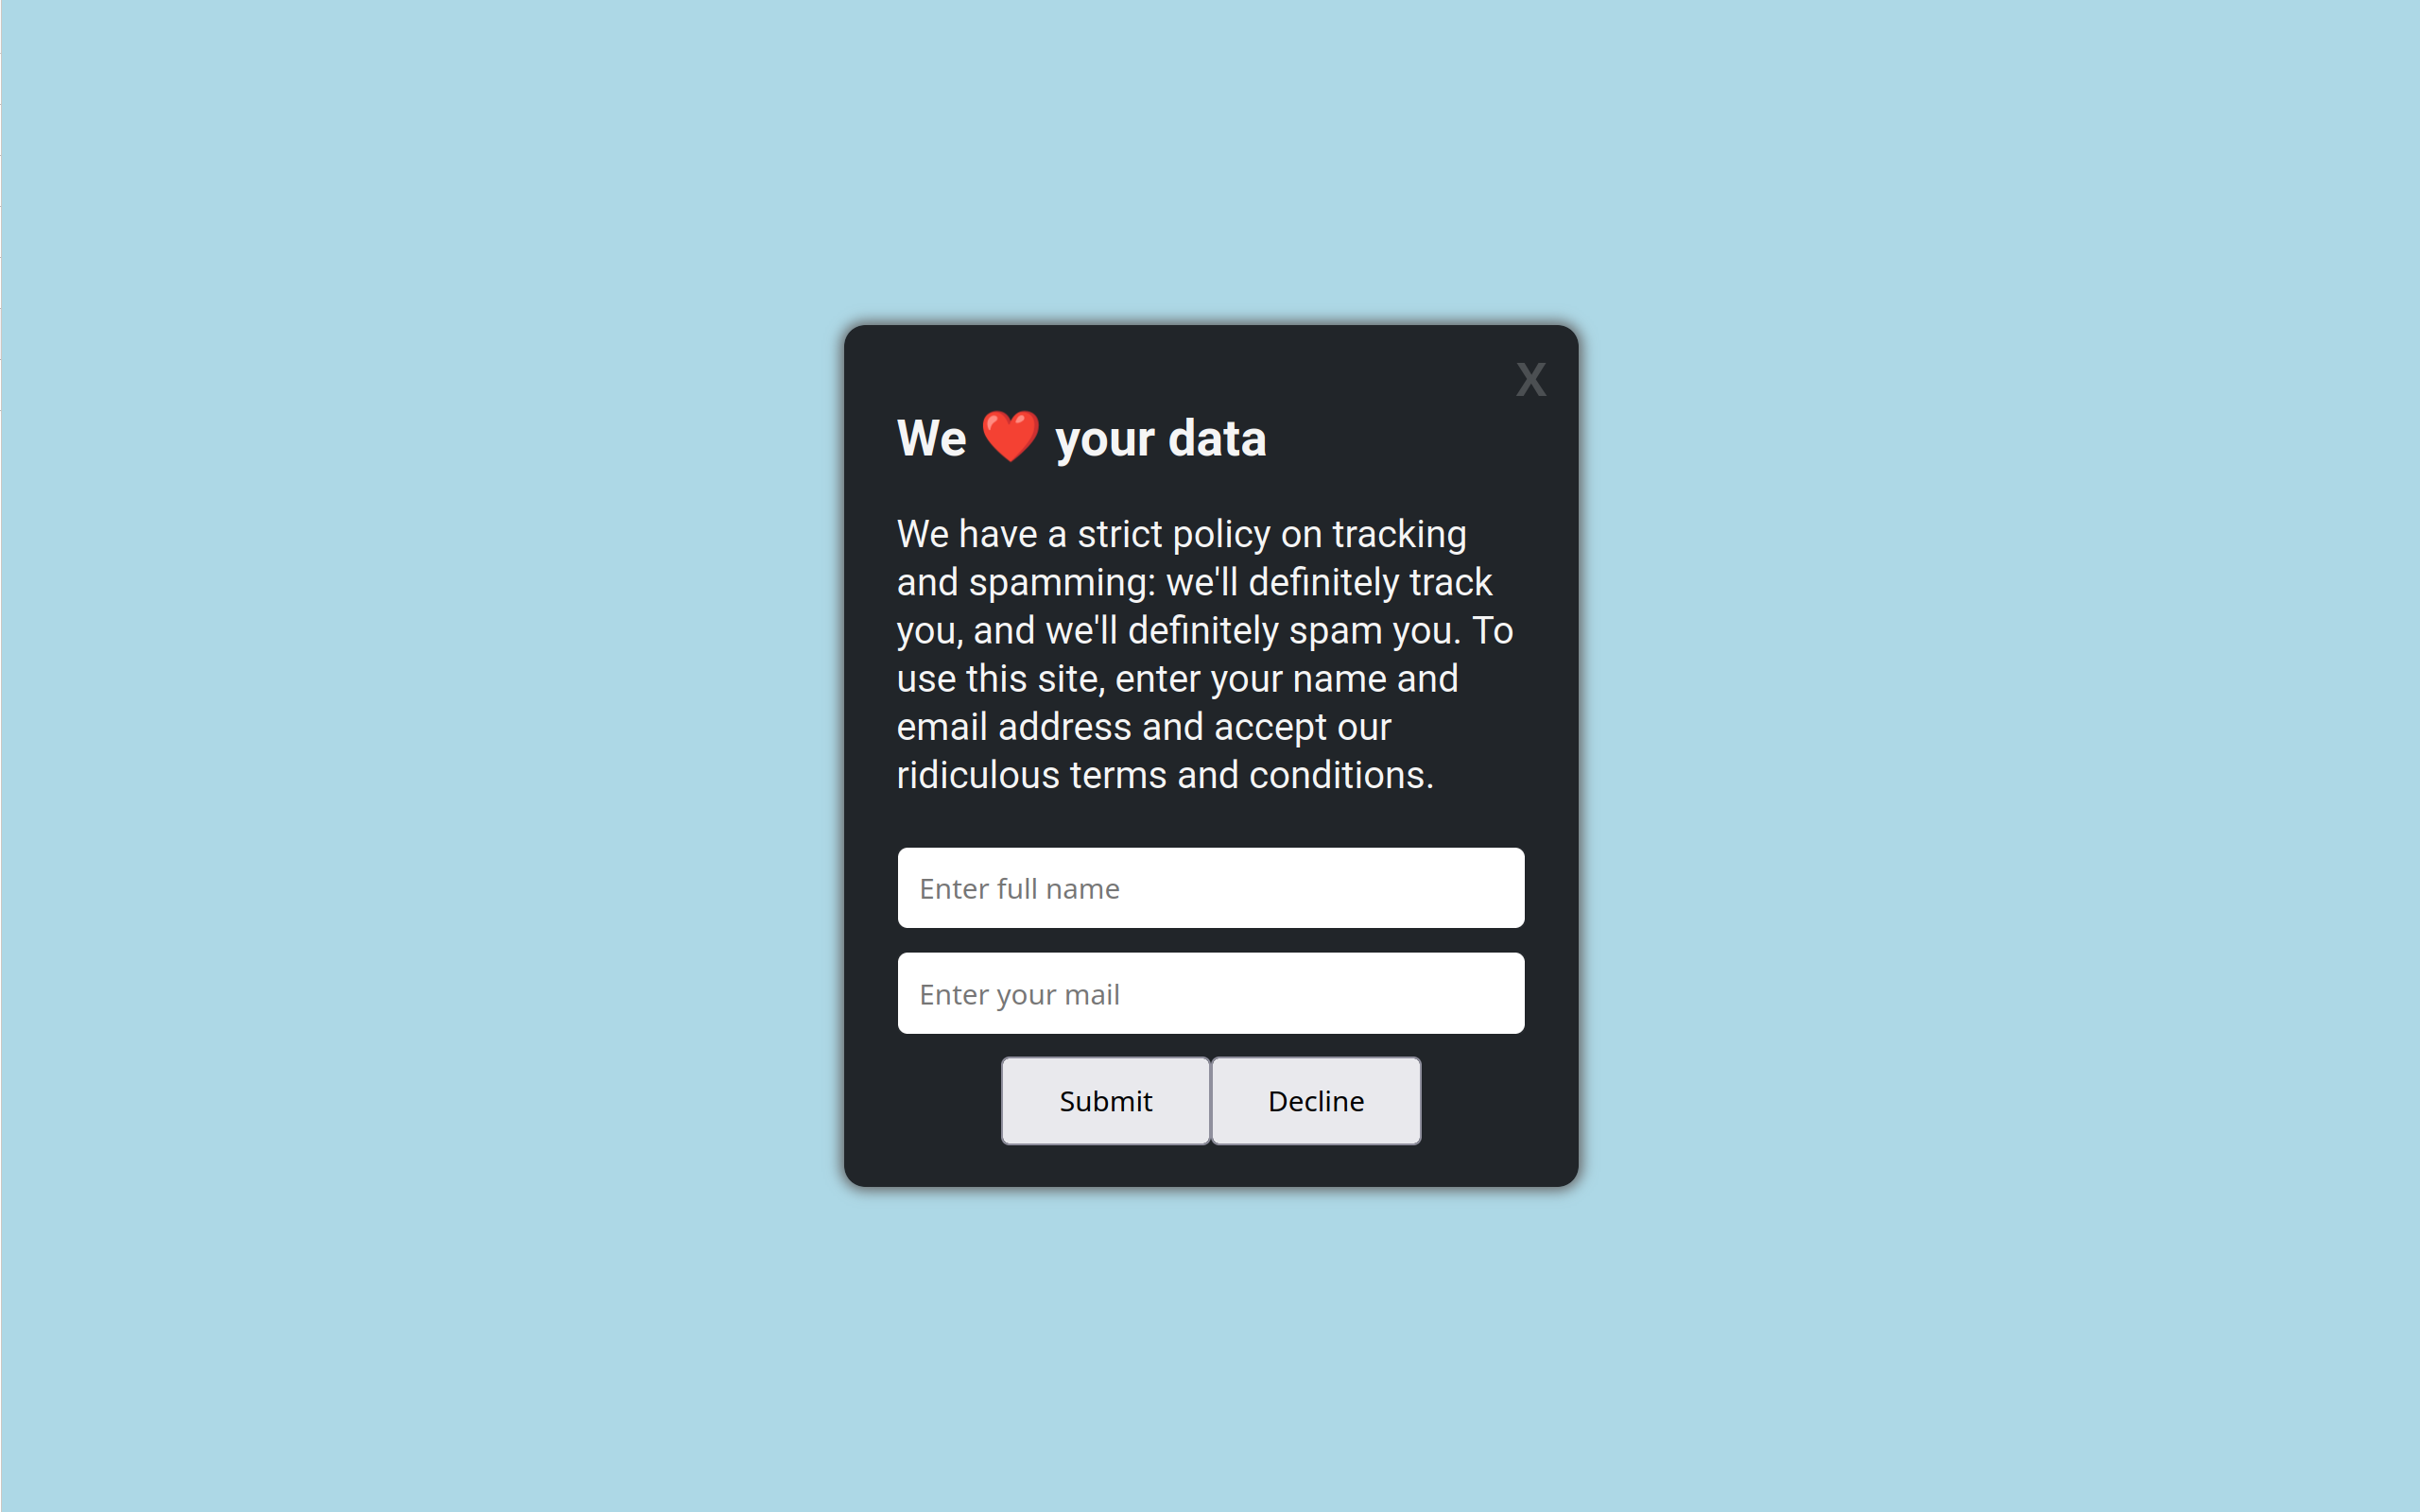 X
We ❤️ your data
We have a strict policy on tracking
and spamming: we'll definitely track
you, and we'll definitely spam you. To
use this site, enter your name and
email address and accept our
ridiculous terms and conditions.
Enter full name
Enter your mail
Submit Decline